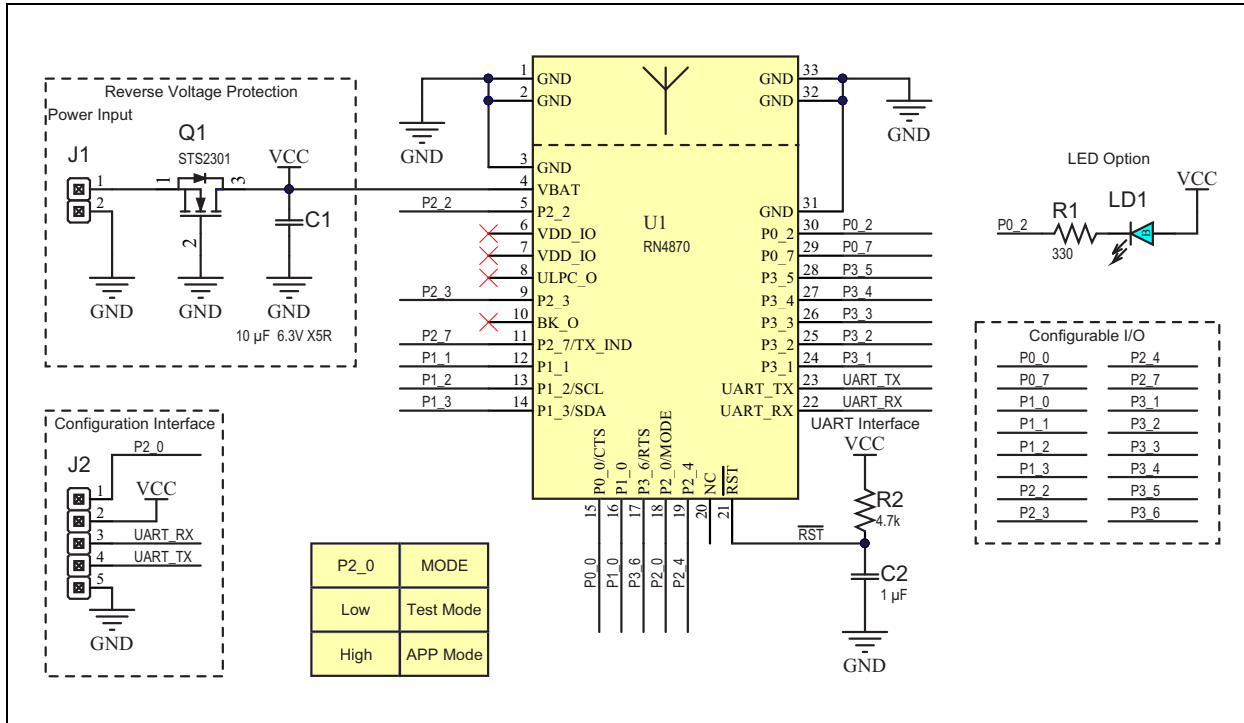 Reverse Voltage Protection
Power Input
J1
1
2
Q1
STS2301
1
3
2
VCC
C1
GND
GND
GND
10 µF 6.3V X5R
Configuration Interface
P2_0
J2
1
VCC
2
3
UART_RX
4
UART_TX
5
GND
P2_0
MODE
Low
Test Mode
High
APP Mode
GND
1
GND
2
GND
3
GND
4
VBAT
P2_2
5
P2_2
6
VDD_IO
7
VDD_IO
8
ULPC_O
P2_3
9
P2_3
10
BK_O
P2_7
11
P2_7/TX_IND
P1_1
12
P1_1
P1_2
13
P1_2/SCL
P1_3
14
P1_3/SDA
U1
RN4870
GND
33
GND
32
GND
GND
31
P0_2
30
P0_2
P0_7
29
P0_7
P3_5
28
P3_5
P3_4
27
P3_4
P3_3
26
P3_3
P3_2
25
P3_2
P3_1
24
P3_1
UART_TX
23
UART_TX
UART_RX
22
UART_RX
UART Interface
P0_0/CTS
P1_0
P3_6/RTS
P2_0/MODE
P2_4
NC
RST
15
16
17
18
19
20
21
P0_0
P1_0
P3_6
P2_0
P2_4
RST
VCC
R2
4.7k
C2
1 µF
GND
LED Option
VCC
LD1
R1
P0_2
330
B
Configurable I/O
P0_0 P2_4
P0_7 P2_7
P1_0 P3_1
P1_1 P3_2
P1_2 P3_3
P1_3 P3_4
P2_2 P3_5
P2_3 P3_6